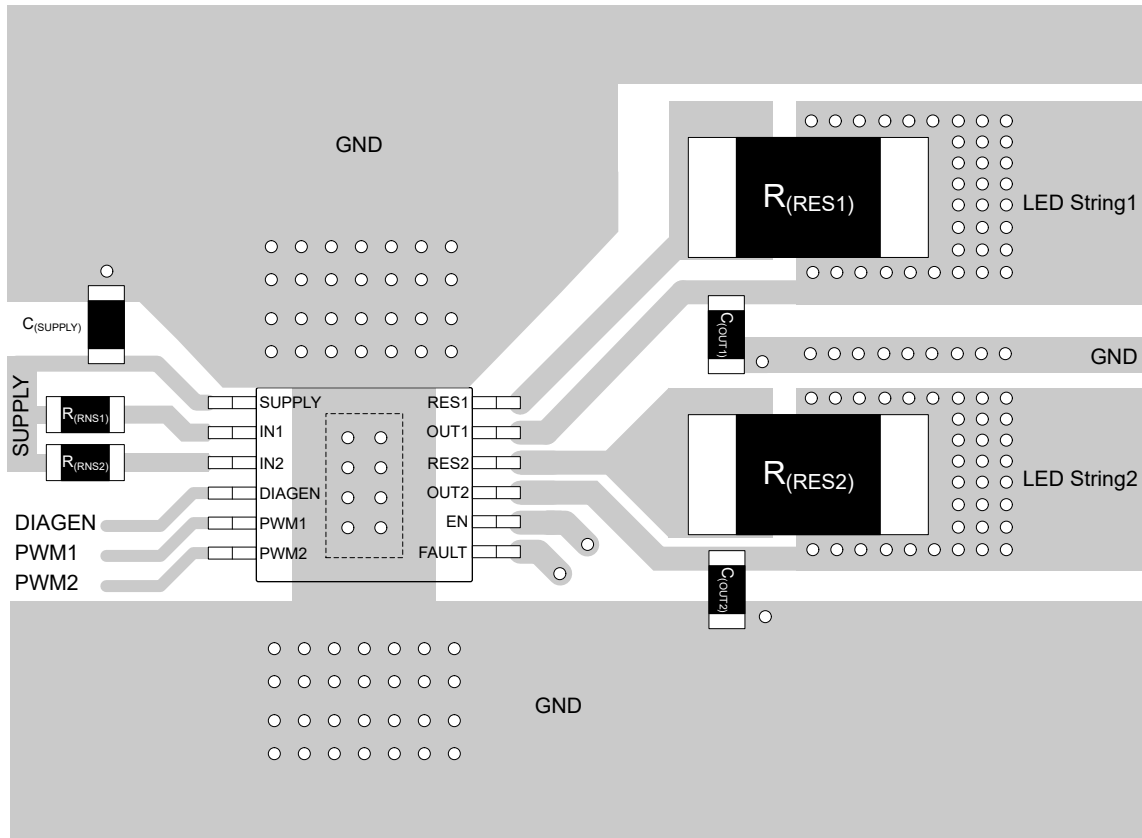 GND
R(RES1)
LED String1
C(SUPPLY)
C(OUT1)
GND
SUPPLY
R(RNS1)
R(RNS2)
SUPPLY
IN1
IN2
DIAGEN
PWM1
PWM2
RES1
OUT1
RES2
OUT2
EN
FAULT
R(RES2)
LED String2
DIAGEN
PWM1
PWM2
C(OUT2)
GND